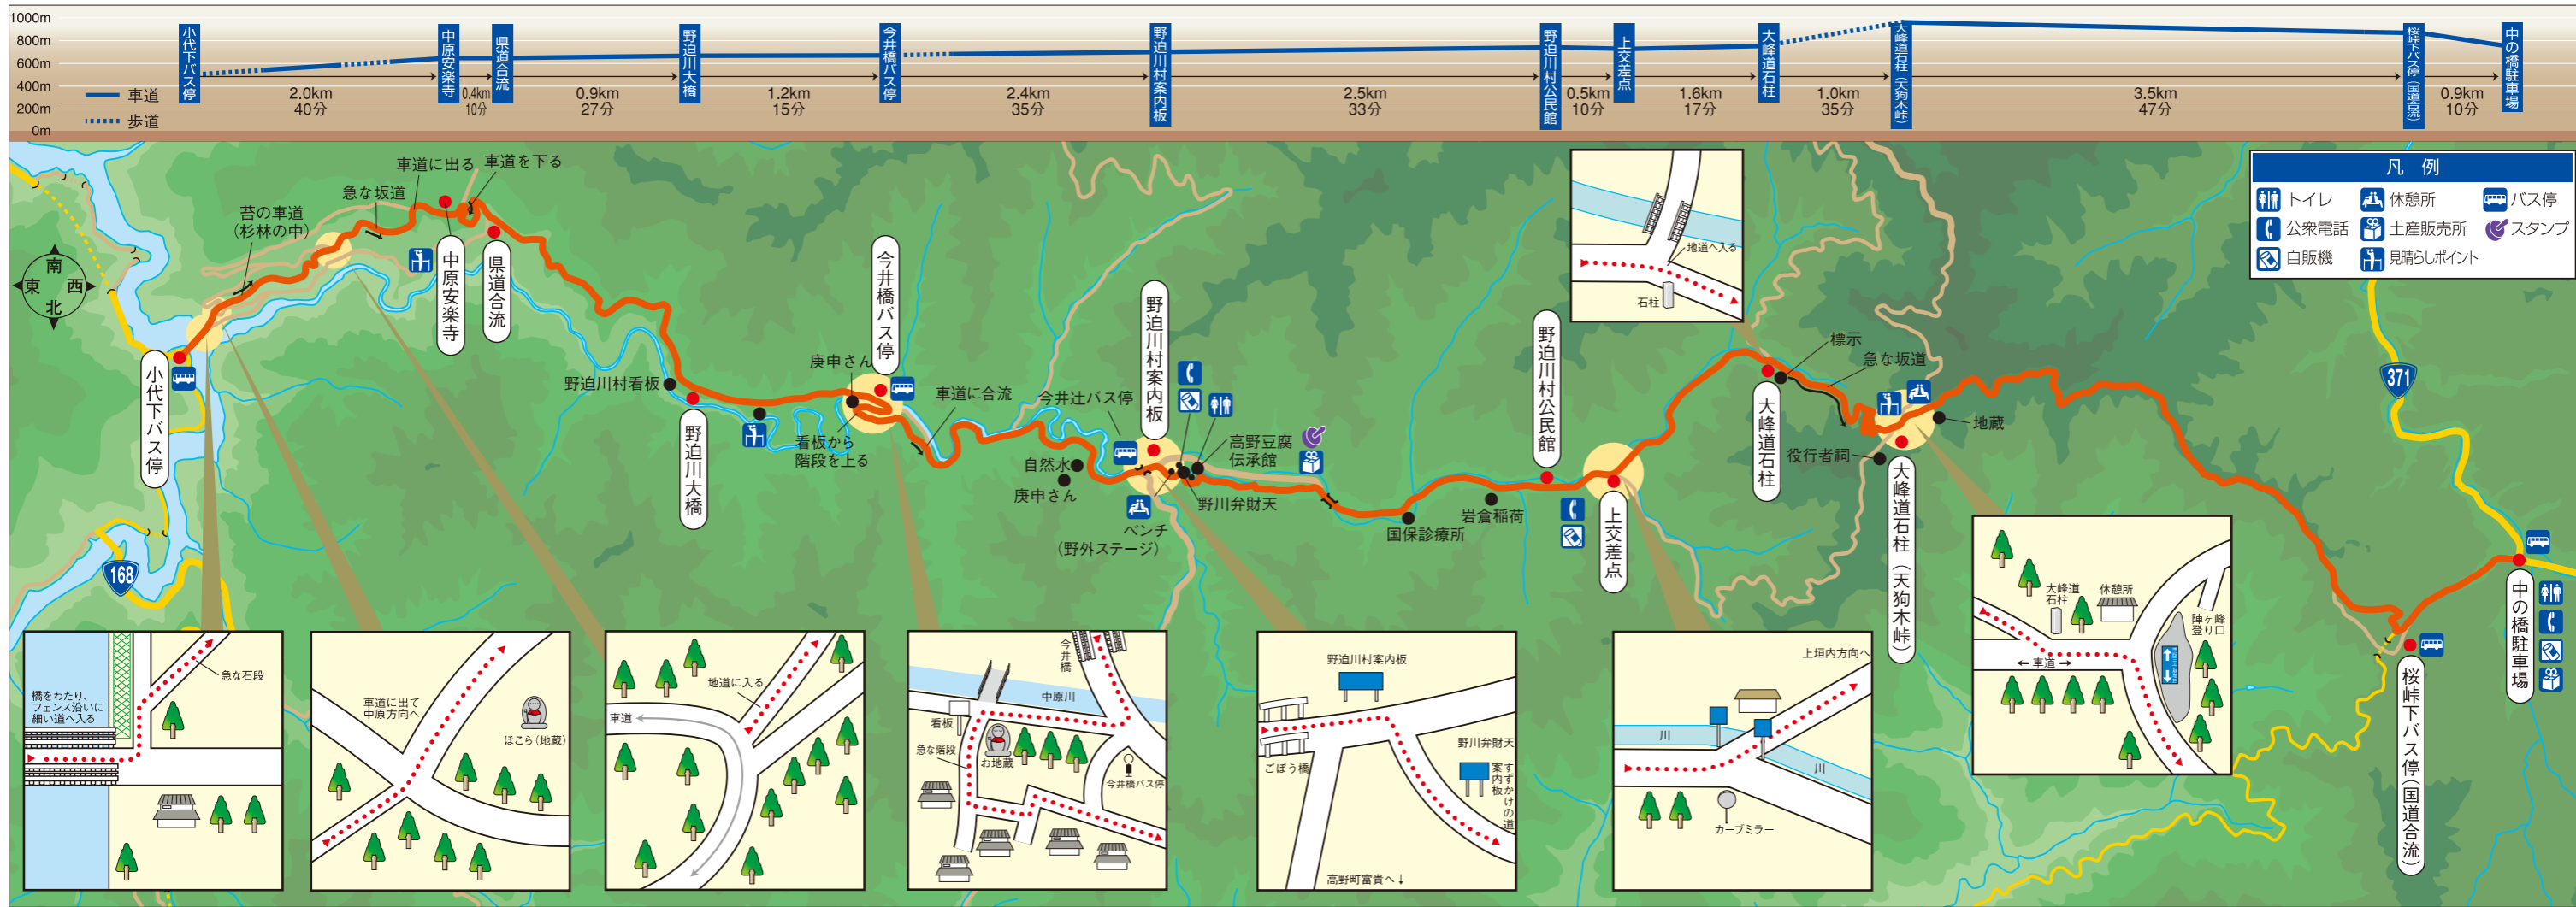 1000m
800m
600m
400m
200m
0m
車道
歩道
小代下バス停
2.0km
40分
中原安楽寺
0.4km
10分
県道合流
0.9km
27分
野迫川大橋
1.2km
15分
今井橋バス停
2.4km
35分
野迫川村案内板
2.5km
33分
野迫川村公民館
0.5km
10分
上交差点
1.6km
17分
大峰道石柱
1.0km
35分
大峰道石柱（天狗木峠）
3.5km
47分
桜峠下バス停（国道合流）
0.9km
10分
中の橋駐車場
凡 例
トイレ
休憩所
バス停
公衆電話
土産販売所
スタンプ
自販機
見晴らしポイント
南
東 西
北
苔の車道
（杉林の中）
急な坂道
車道に出る
車道を下る
中原安楽寺
県道合流
小代下バス停
168
野迫川村看板
野迫川大橋
庚申さん
今井橋バス停
看板から
階段を上る
車道に合流
今井辻バス停
自然水
庚申さん
野迫川村案内板
ベンチ
（野外ステージ）
高野豆腐
伝承館
野川弁財天
国保診療所
岩倉稲荷
野迫川村公民館
上交差点
地道へ入る
石柱
大峰道石柱
標示
急な坂道
役行者祠
地蔵
大峰道石柱（天狗木峠）
371
中の橋駐車場
桜峠下バス停（国道合流）
急な石段
橋をわたり、
フェンス沿いに
細い道へ入る
車道に出て
中原方向へ
ほこら（地蔵）
地道に入る
車道
今井橋
中原川
看板
急な階段
お地蔵
今井橋バス停
野迫川村案内板
ごぼう橋
野川弁財天
すずかけの道
案内板
高野町富貴へ↓
上垣内方向へ
川
川
カーブミラー
大峰道
石柱
休憩所
陣ヶ峰
登り口
←車道→